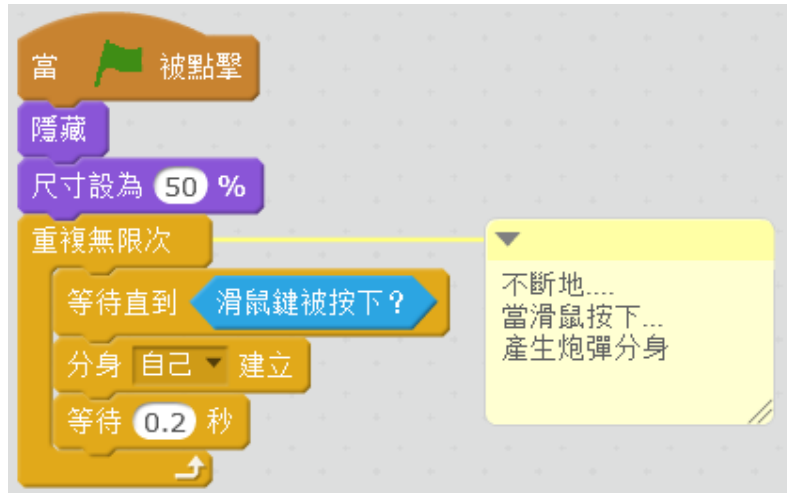 當 被點擊
隱藏
尺寸設為 50 %
重複無限次
等待直到 滑鼠鍵被按下？
分身 自己 建立
等待 0.2 秒
不斷地....
當滑鼠按下...
產生炮彈分身